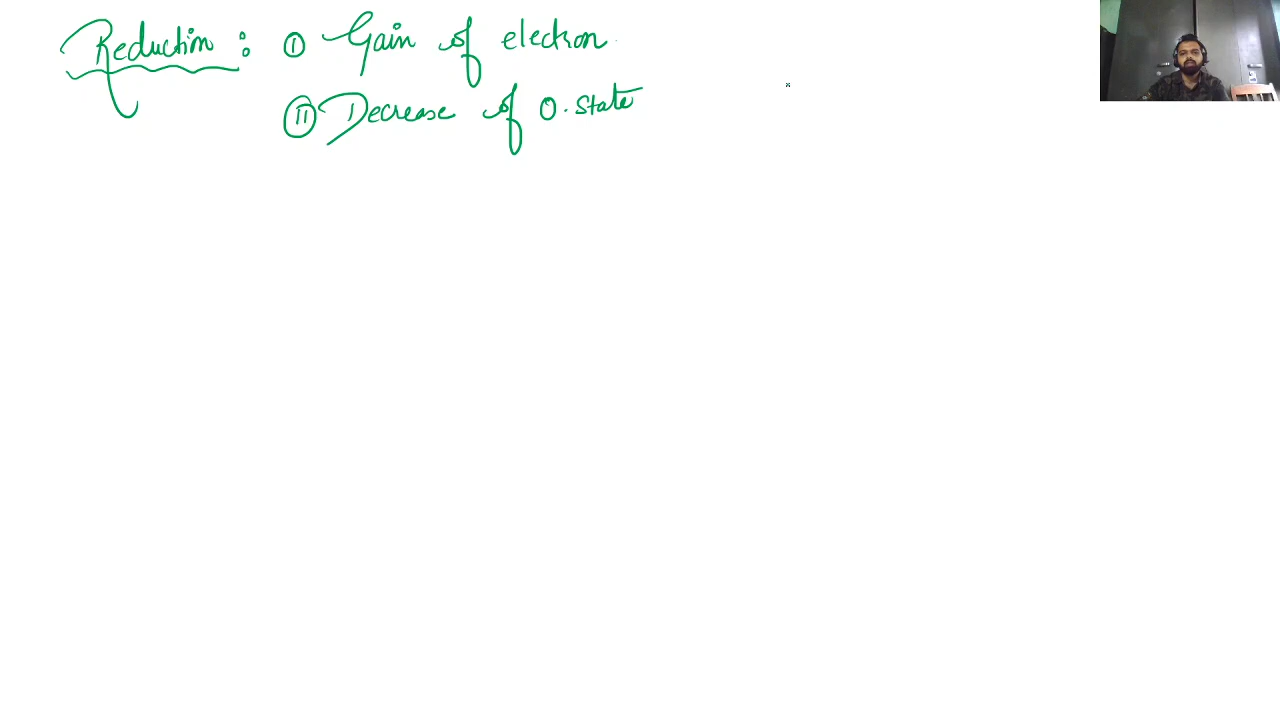 Reduction : I Gain of electron
II Decrease of O. state